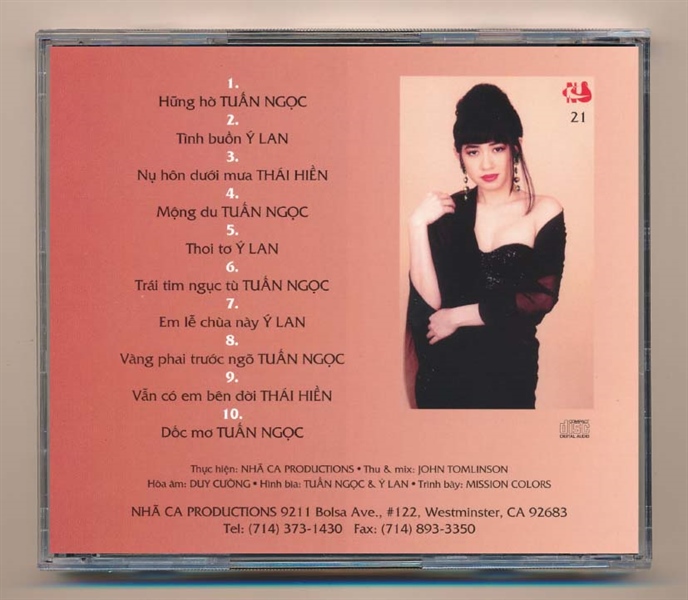 1.
Hững hờ TUẤN NGỌC
2.
Tình buồn Ý LAN
3.
Nụ hôn dưới mưa THÁI HIỀN
4.
Mộng du TUẤN NGỌC
5.
Thoi tơ Ý LAN
6.
Trái tim ngục tù TUẤN NGỌC
7.
Em lễ chùa này Ý LAN
8.
Vàng phai trước ngõ TUẤN NGỌC
9.
Vẫn có em bên đời THÁI HIỀN
10.
Dốc mơ TUẤN NGỌC
21
COMPACT
disc
DIGITAL AUDIO
Thực hiện: NHÃ CA PRODUCTIONS • Thu & mix: JOHN TOMLINSON
Hòa âm: DUY CƯỜNG • Hình bìa: TUẤN NGỌC & Ý LAN • Trình bày: MISSION COLORS
NHÃ CA PRODUCTIONS 9211 Bolsa Ave., #122, Westminster, CA 92683
Tel: (714) 373-1430 Fax: (714) 893-3350